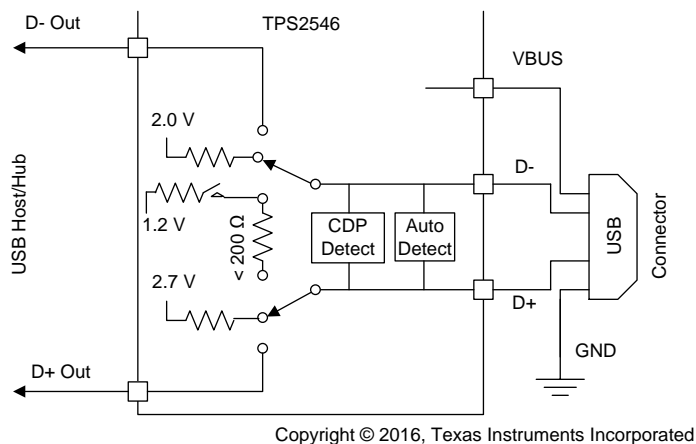 D- Out
TPS2546
VBUS
2.0 V
D-
1.2 V
< 200 Ω
CDP
Detect
Auto
Detect
USB Host/Hub
USB
Connector
2.7 V
D+
GND
D+ Out
Copyright © 2016, Texas Instruments Incorporated